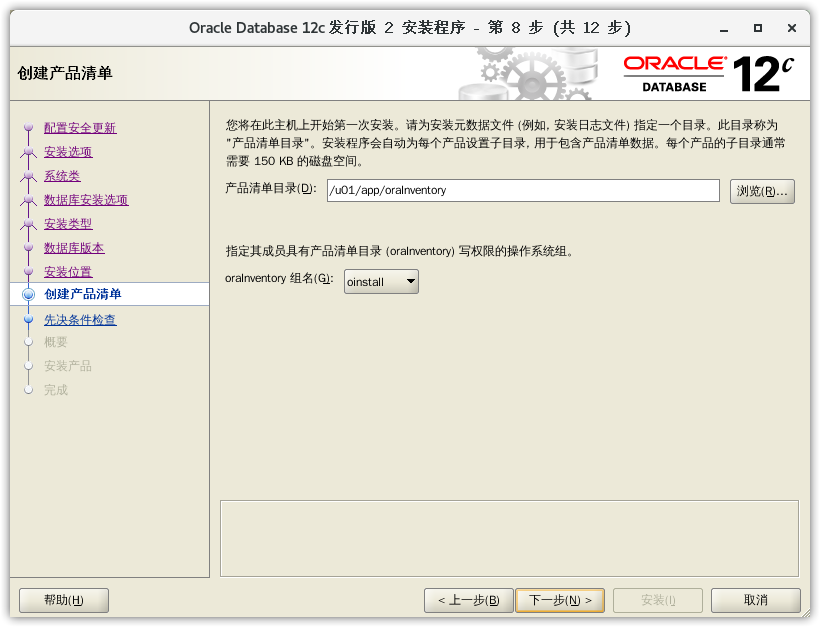 Oracle Database 12c 发行版 2 安装程序 - 第 8 步 (共 12 步)
创建产品清单
ORACLE
DATABASE
12c
配置安全更新
安装选项
系统类
数据库安装选项
安装类型
数据库版本
安装位置
创建产品清单
先决条件检查
概要
安装产品
完成
您将在此主机上开始第一次安装。请为安装元数据文件 (例如, 安装日志文件) 指定一个目录。此目录称为
"产品清单目录"。安装程序会自动为每个产品设置子目录, 用于包含产品清单数据。每个产品的子目录通常
需要 150 KB 的磁盘空间。
产品清单目录(D): /u01/app/oraInventory 浏览(R)...
指定其成员具有产品清单目录 (oraInventory) 写权限的操作系统组。
oraInventory 组名(G): oinstall
帮助(H) < 上一步(B) 下一步(N) > 安装(I) 取消